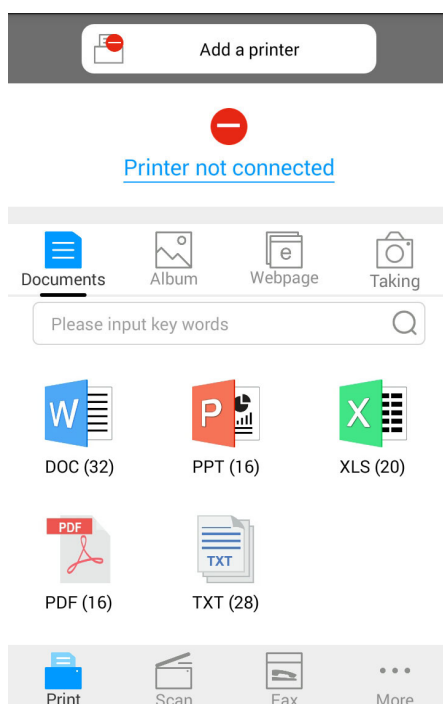 Add a printer
Printer not connected
Documents Album Webpage Taking
Please input key words
W P X
DOC (32) PPT (16) XLS (20)
PDF TXT
PDF (16) TXT (28)
Print Scan Fax More